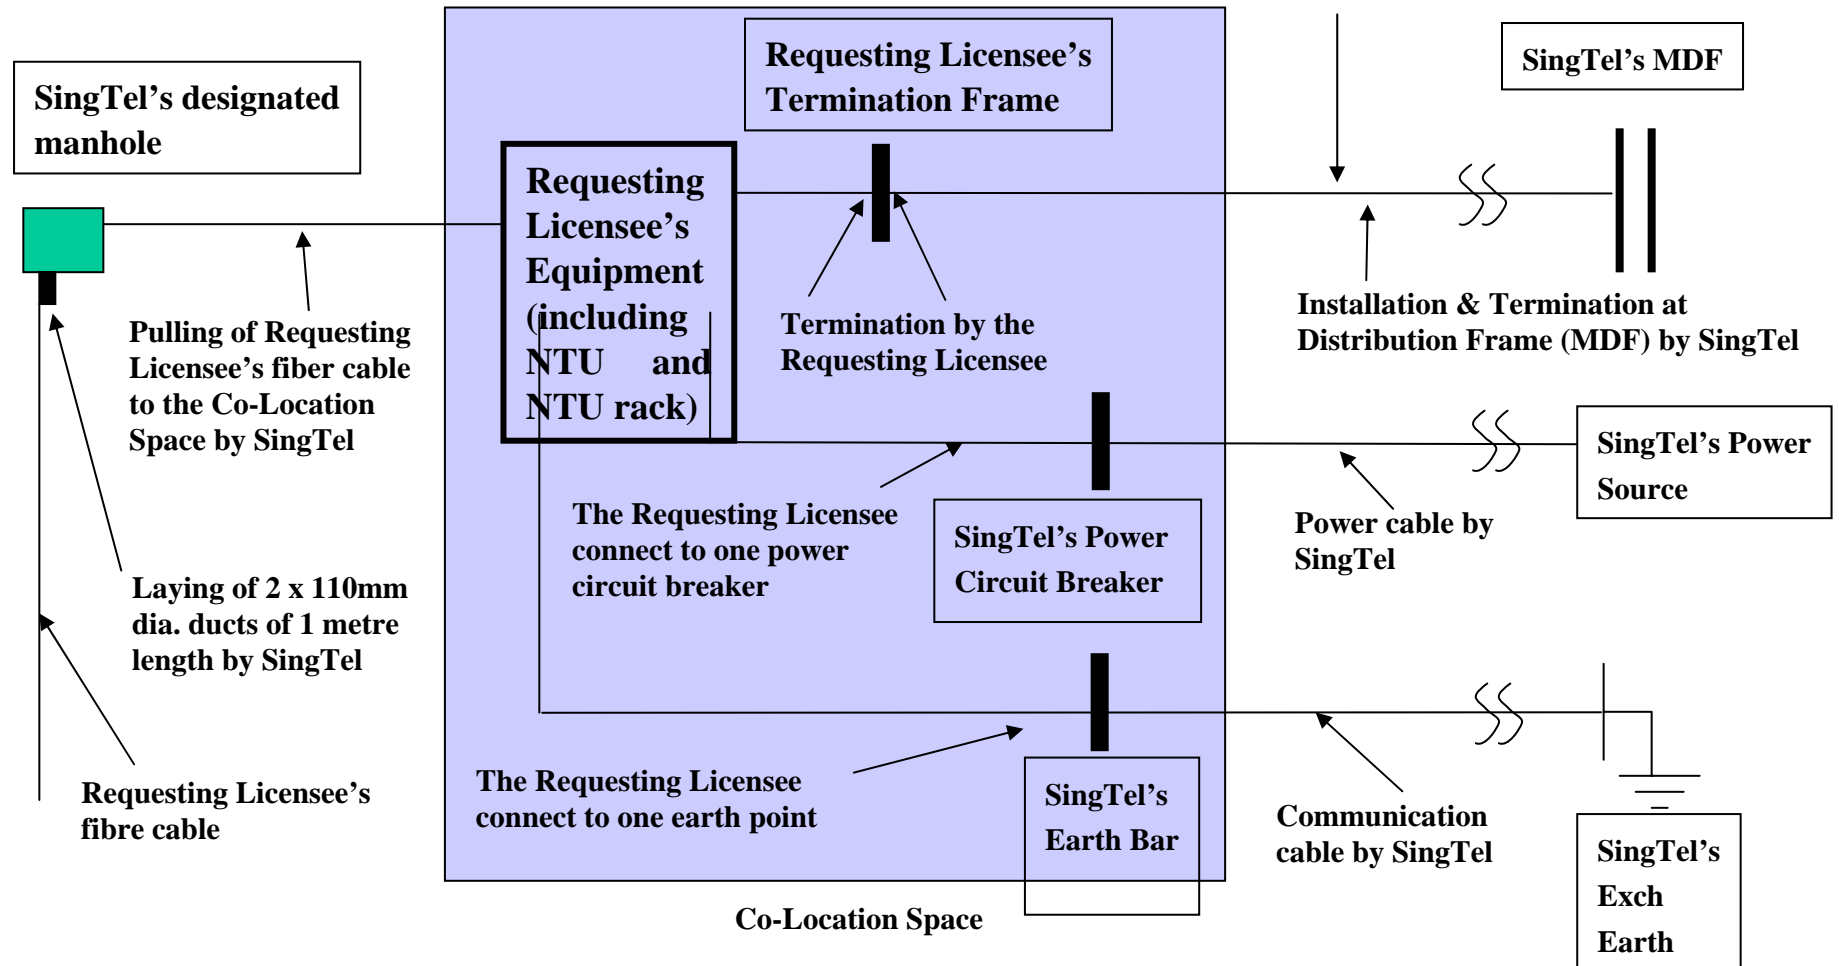 SingTel’s designated
manhole
Requesting Licensee’s
Termination Frame
SingTel’s MDF
Requesting
Licensee’s
Equipment
(including
NTU and
NTU rack)
Pulling of Requesting
Licensee’s fiber cable
to the Co-Location
Space by SingTel
Termination by the
Requesting Licensee
Installation & Termination at
Distribution Frame (MDF) by SingTel
The Requesting Licensee
connect to one power
circuit breaker
SingTel’s Power
Circuit Breaker
Power cable by
SingTel
SingTel’s Power
Source
Laying of 2 x 110mm
dia. ducts of 1 metre
length by SingTel
Requesting Licensee’s
fibre cable
The Requesting Licensee
connect to one earth point
SingTel’s
Earth Bar
Communication
cable by SingTel
SingTel’s
Exch
Earth
Co-Location Space